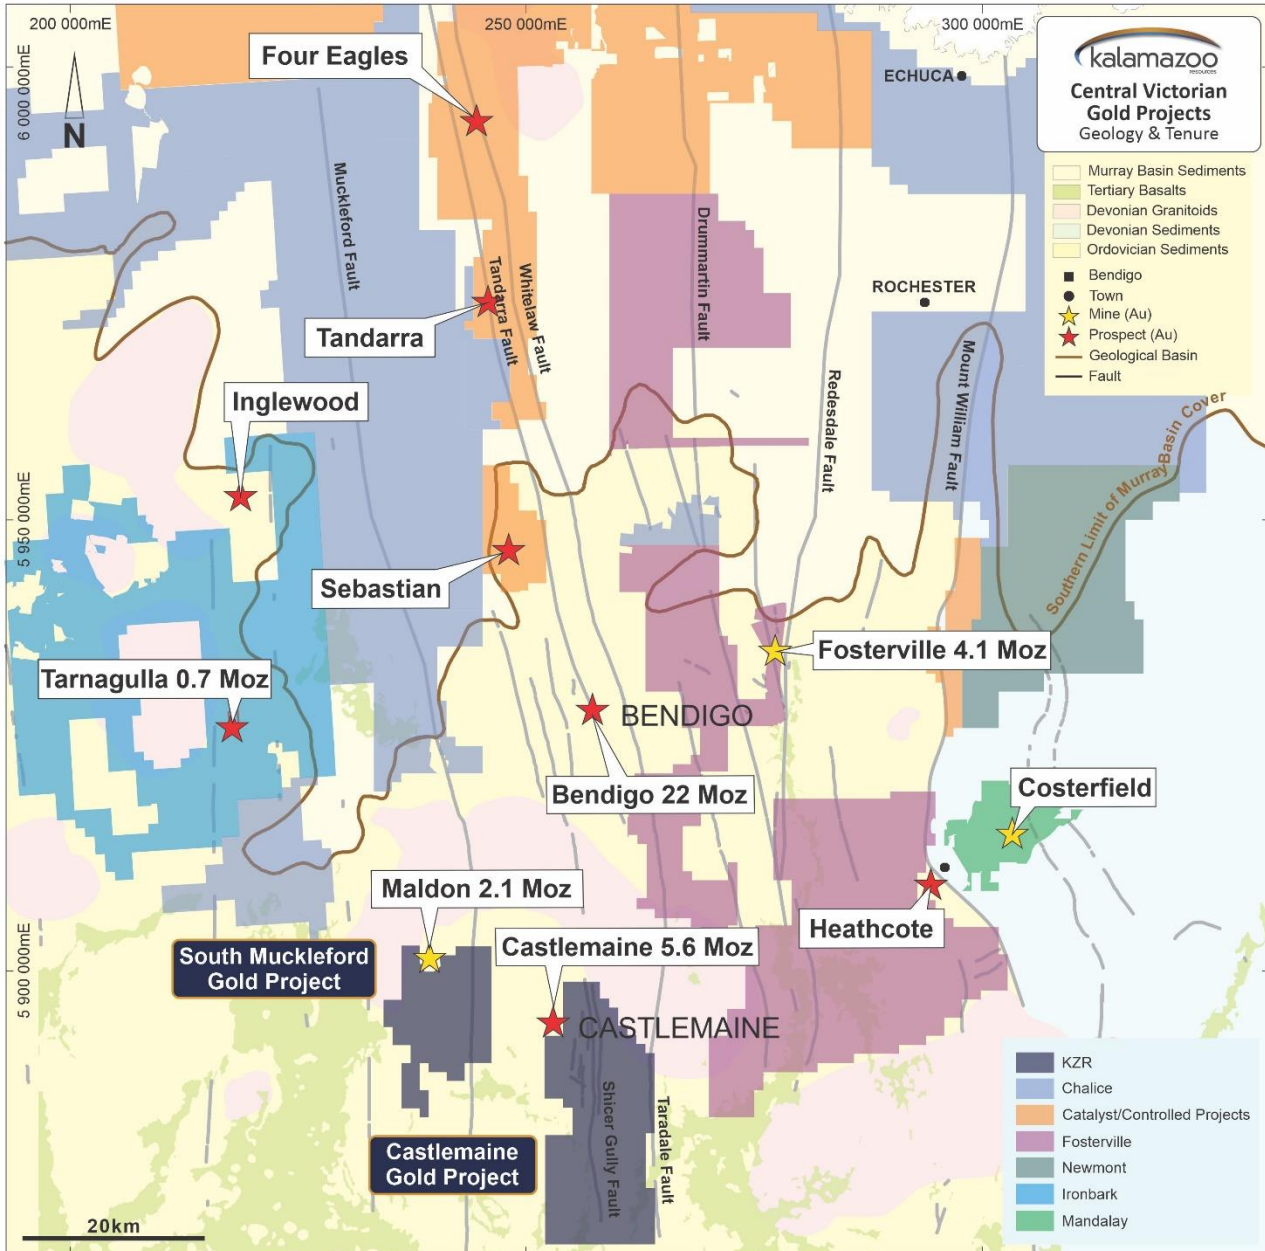 200 000mE
250 000mE
300 000mE
6 000 000mE
5 950 000mE
5 900 000mE
N
kalamazoo
resources
Central Victorian
Gold Projects
Geology & Tenure
Murray Basin Sediments
Tertiary Basalts
Devonian Granitoids
Devonian Sediments
Ordovician Sediments
Bendigo
Town
Mine (Au)
Prospect (Au)
Geological Basin
Fault
Four Eagles
ECHUCA
Muckleford Fault
Drummartin Fault
Tandarra Fault
Whitelaw Fault
ROCHESTER
Tandarra
Redesdale Fault
Mount William Fault
Inglewood
Southern Limit of MurrayBasin Cover
Sebastian
Tarnagulla 0.7 Moz
Fosterville 4.1 Moz
BENDIGO
Bendigo 22 Moz
Costerfield
Maldon 2.1 Moz
Heathcote
South Muckleford
Gold Project
Castlemaine 5.6 Moz
CASTLEMAINE
Shicer Gully Fault
Taradale Fault
Castlemaine
Gold Project
KZR
Chalice
Catalyst/Controlled Projects
Fosterville
Newmont
Ironbark
Mandalay
20km